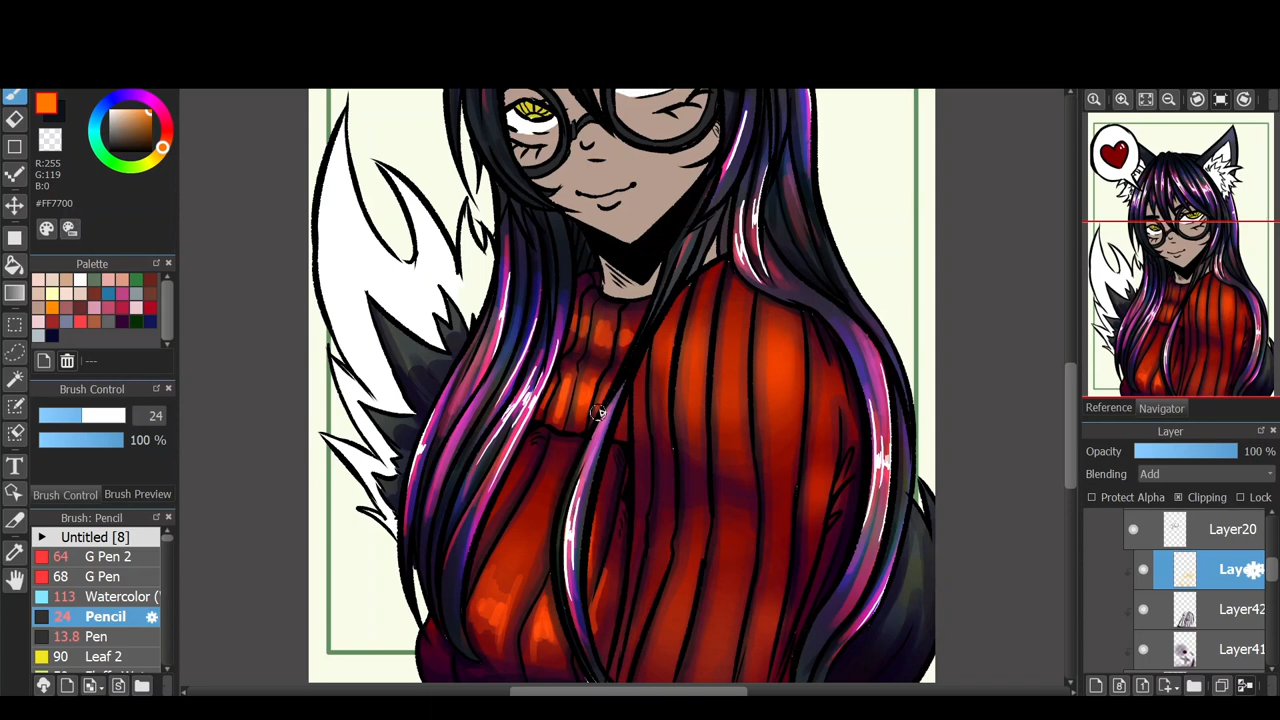 R:255
G:119
B:0
#FF7700
Palette
---
Brush Control
24
100 %
Brush Control Brush Preview
Brush: Pencil
Untitled [8]
64 G Pen 2
68 G Pen
113 Watercolor (
24 Pencil
13.8 Pen
90 Leaf 2
Reference Navigator
Layer
Opacity 100 %
Blending Add
Protect Alpha Clipping Lock
Layer20
Lay
Layer42
Layer41